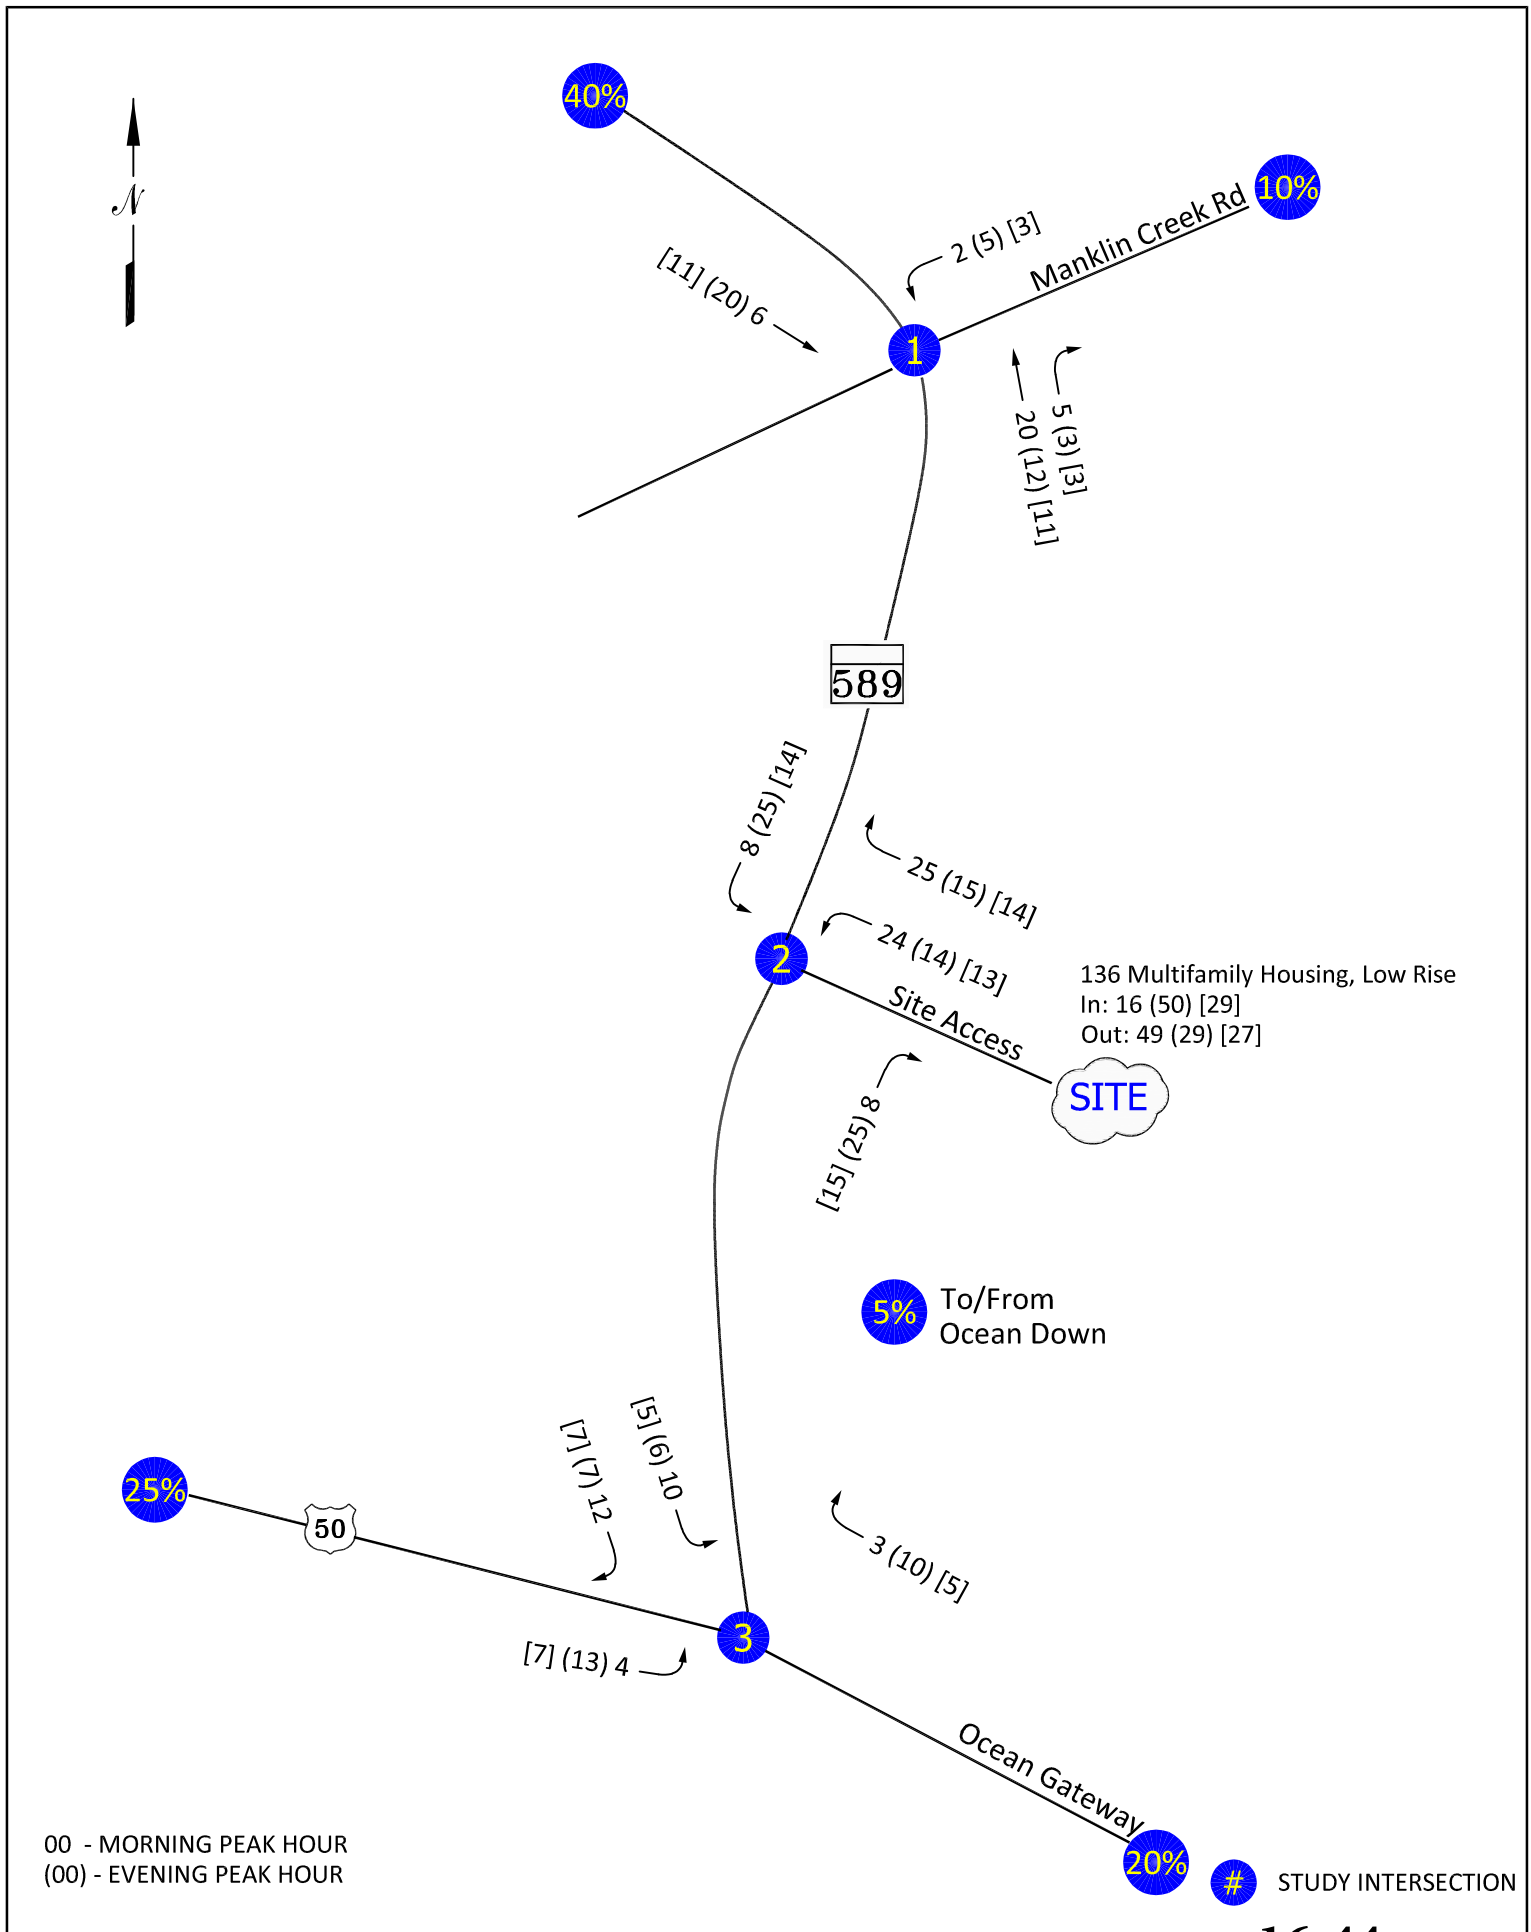 40%
10%
N
Manklin Creek Rd
2 (5) [3]
[11] (20) 6
1
5 (3) [3]
20 (12) [11]
589
8 (25) [14]
25 (15) [14]
24 (14) [13]
2
Site Access
136 Multifamily Housing, Low Rise
In: 16 (50) [29]
Out: 49 (29) [27]
SITE
[15] (25) 8
5%
To/From
Ocean Down
[5] (6) 10
[7] (7) 12
25%
50
3 (10) [5]
3
[7] (13) 4
Ocean Gateway
20%
00 - MORNING PEAK HOUR
(00) - EVENING PEAK HOUR
# STUDY INTERSECTION